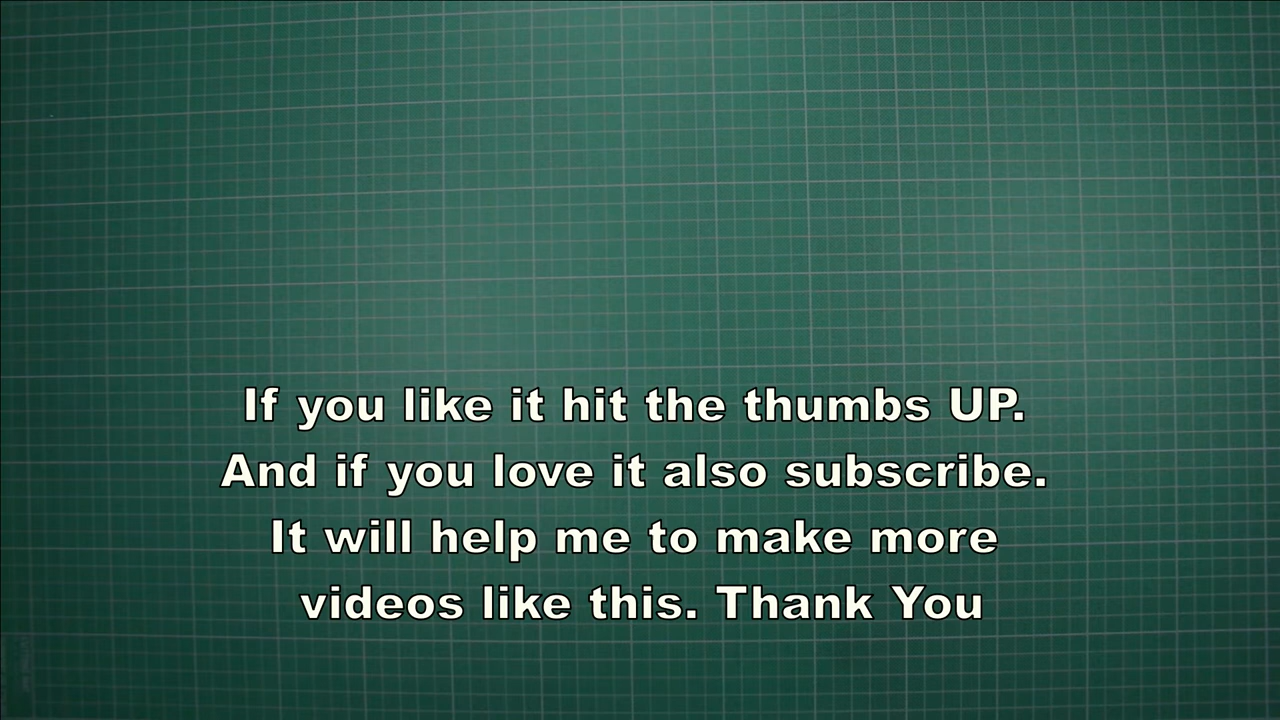 If you like it hit the thumbs UP.
And if you love it also subscribe.
It will help me to make more
videos like this. Thank You